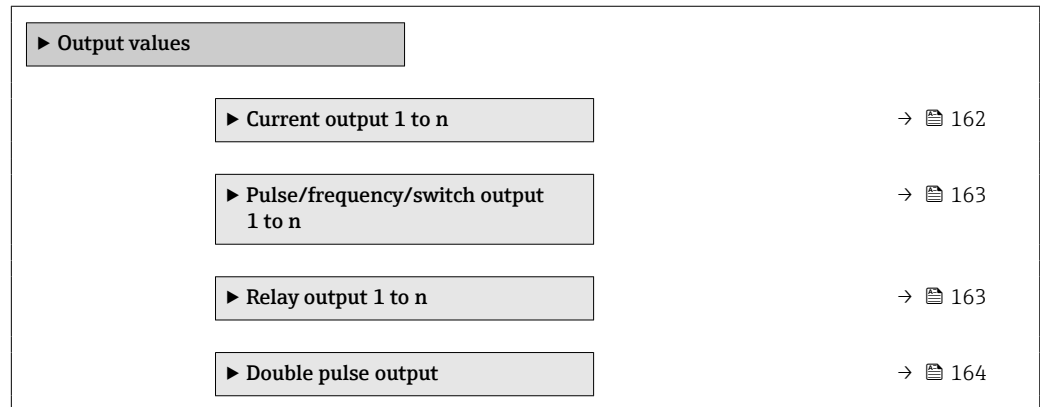 ▶ Output values
▶ Current output 1 to n → 🖹 162
▶ Pulse/frequency/switch output
1 to n → 🖹 163
▶ Relay output 1 to n → 🖹 163
▶ Double pulse output → 🖹 164